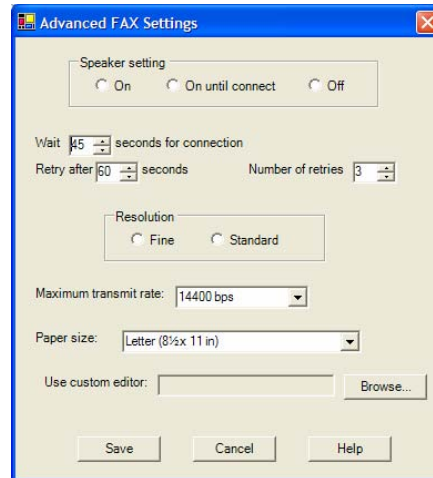 Advanced FAX Settings
Speaker setting
On On until connect Off
Wait 45 seconds for connection
Retry after 60 seconds Number of retries 3
Resolution
Fine Standard
Maximum transmit rate: 14400 bps
Paper size: Letter (8½x 11 in)
Use custom editor: Browse...
Save Cancel Help